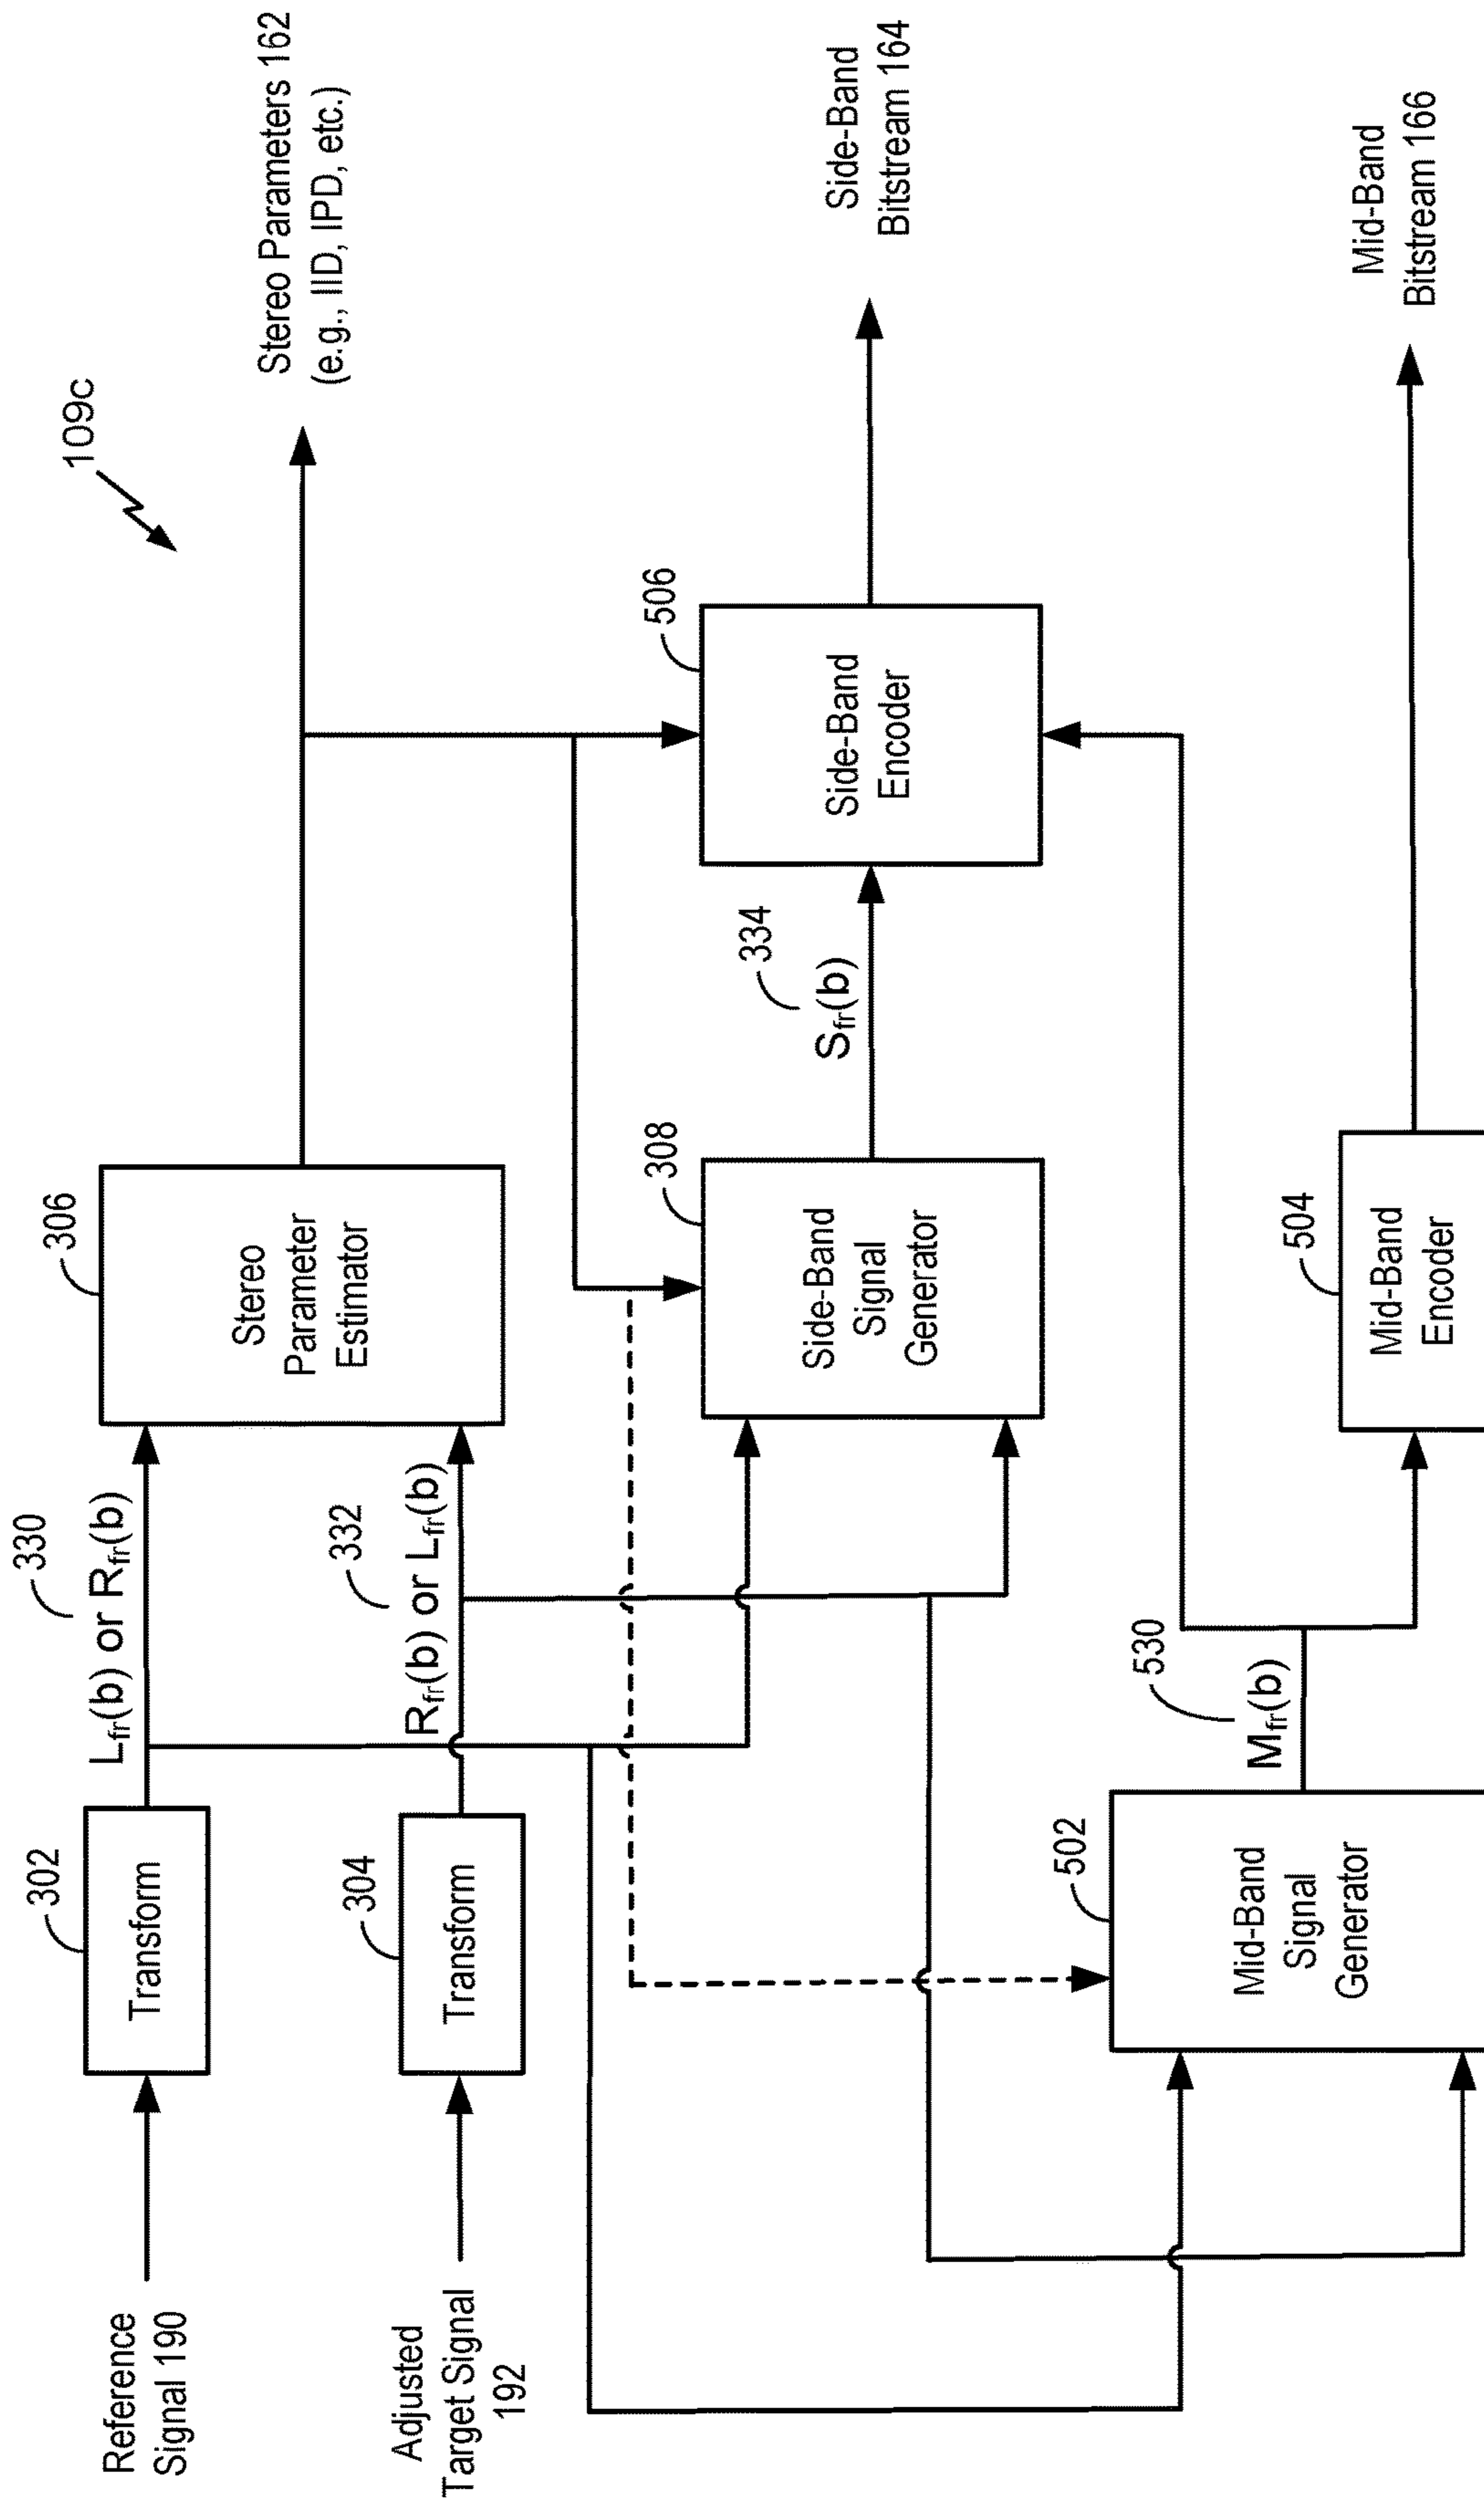 109c
Reference
Signal 190
302
Transform
330
Lfr(b) or Rfr(b)
306
Stereo
Parameter
Estimator
Stereo Parameters 162
(e.g., IID, IPD, etc.)
Adjusted
Target Signal
192
304
Transform
332
Rfr(b) or Lfr(b)
308
Side-Band
Signal
Generator
334
Sfr(b)
506
Side-Band
Encoder
Side-Band
Bitstream 164
502
Mid-Band
Signal
Generator
530
Mfr(b)
504
Mid-Band
Encoder
Mid-Band
Bitstream 166